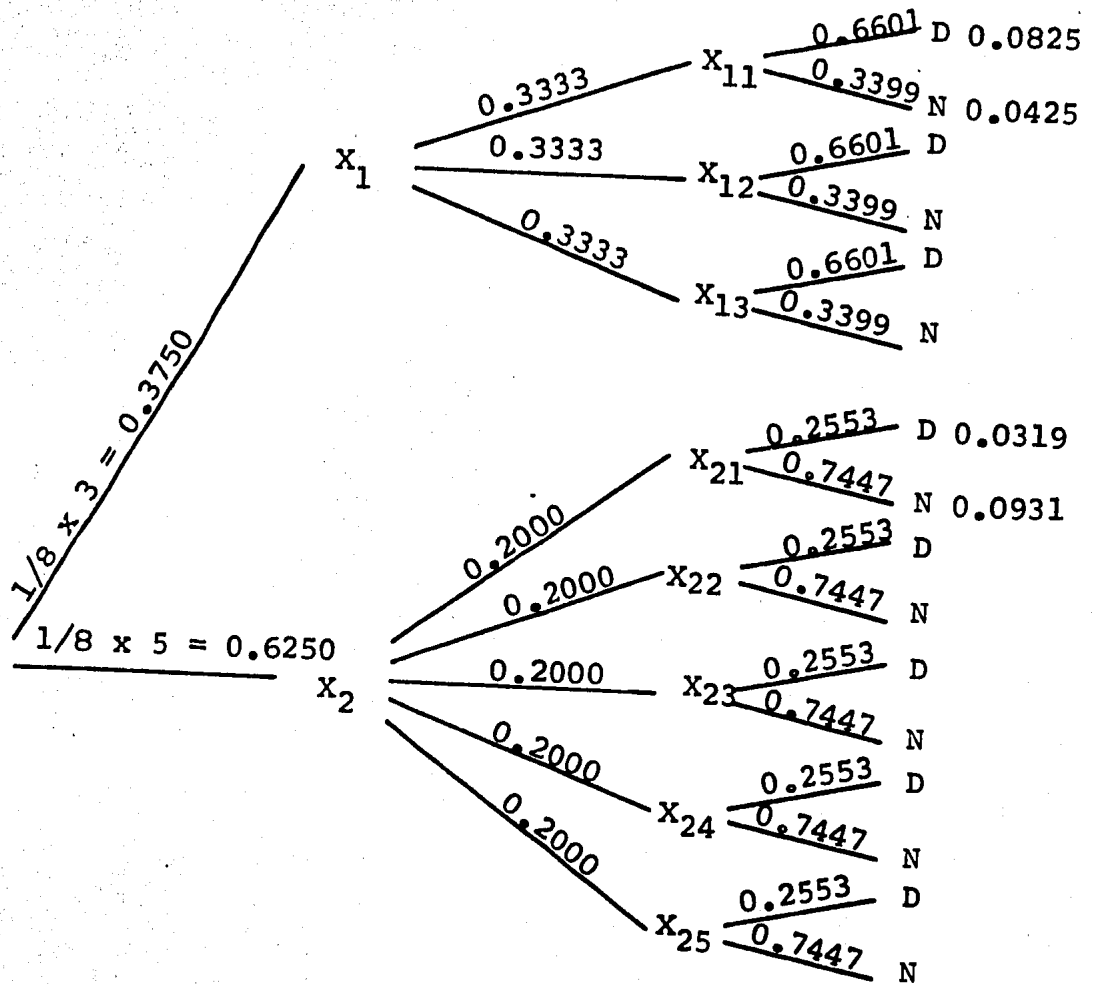 0.6601 D 0.0825
X11
0.3333
0.3399 N 0.0425
X1
0.3333
0.6601 D
X12
0.3399 N
0.3333
0.6601 D
X13
0.3399 N
1/8 x 3 = 0.3750
0.2553 D 0.0319
X21
0.7447 N 0.0931
0.2000
0.2553 D
X22
0.2000
0.7447 N
1/8 x 5 = 0.6250
X2
0.2000
0.2553 D
X23
0.7447 N
0.2000
0.2553 D
X24
0.7447 N
0.2000
0.2553 D
X25
0.7447 N